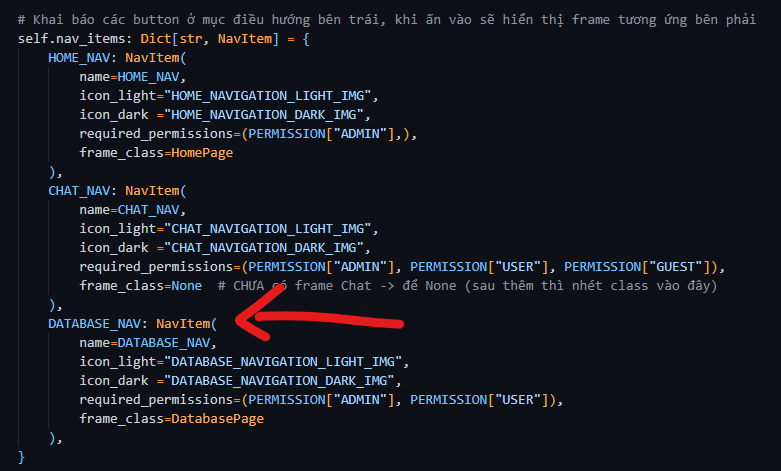 # Khai báo các button ở mục điều hướng bên trái, khi ấn vào sẽ hiển thị frame tương ứng bên phải
self.nav_items: Dict[str, NavItem] = {
    HOME_NAV: NavItem(
        name=HOME_NAV,
        icon_light="HOME_NAVIGATION_LIGHT_IMG",
        icon_dark ="HOME_NAVIGATION_DARK_IMG",
        required_permissions=(PERMISSION["ADMIN"],),
        frame_class=HomePage
    ),
    CHAT_NAV: NavItem(
        name=CHAT_NAV,
        icon_light="CHAT_NAVIGATION_LIGHT_IMG",
        icon_dark ="CHAT_NAVIGATION_DARK_IMG",
        required_permissions=(PERMISSION["ADMIN"], PERMISSION["USER"], PERMISSION["GUEST"]),
        frame_class=None  # CHƯA có frame Chat -> để None (sau thêm thì nhét class vào đây)
    ),
    DATABASE_NAV: NavItem(
        name=DATABASE_NAV,
        icon_light="DATABASE_NAVIGATION_LIGHT_IMG",
        icon_dark ="DATABASE_NAVIGATION_DARK_IMG",
        required_permissions=(PERMISSION["ADMIN"], PERMISSION["USER"]),
        frame_class=DatabasePage
    ),
}